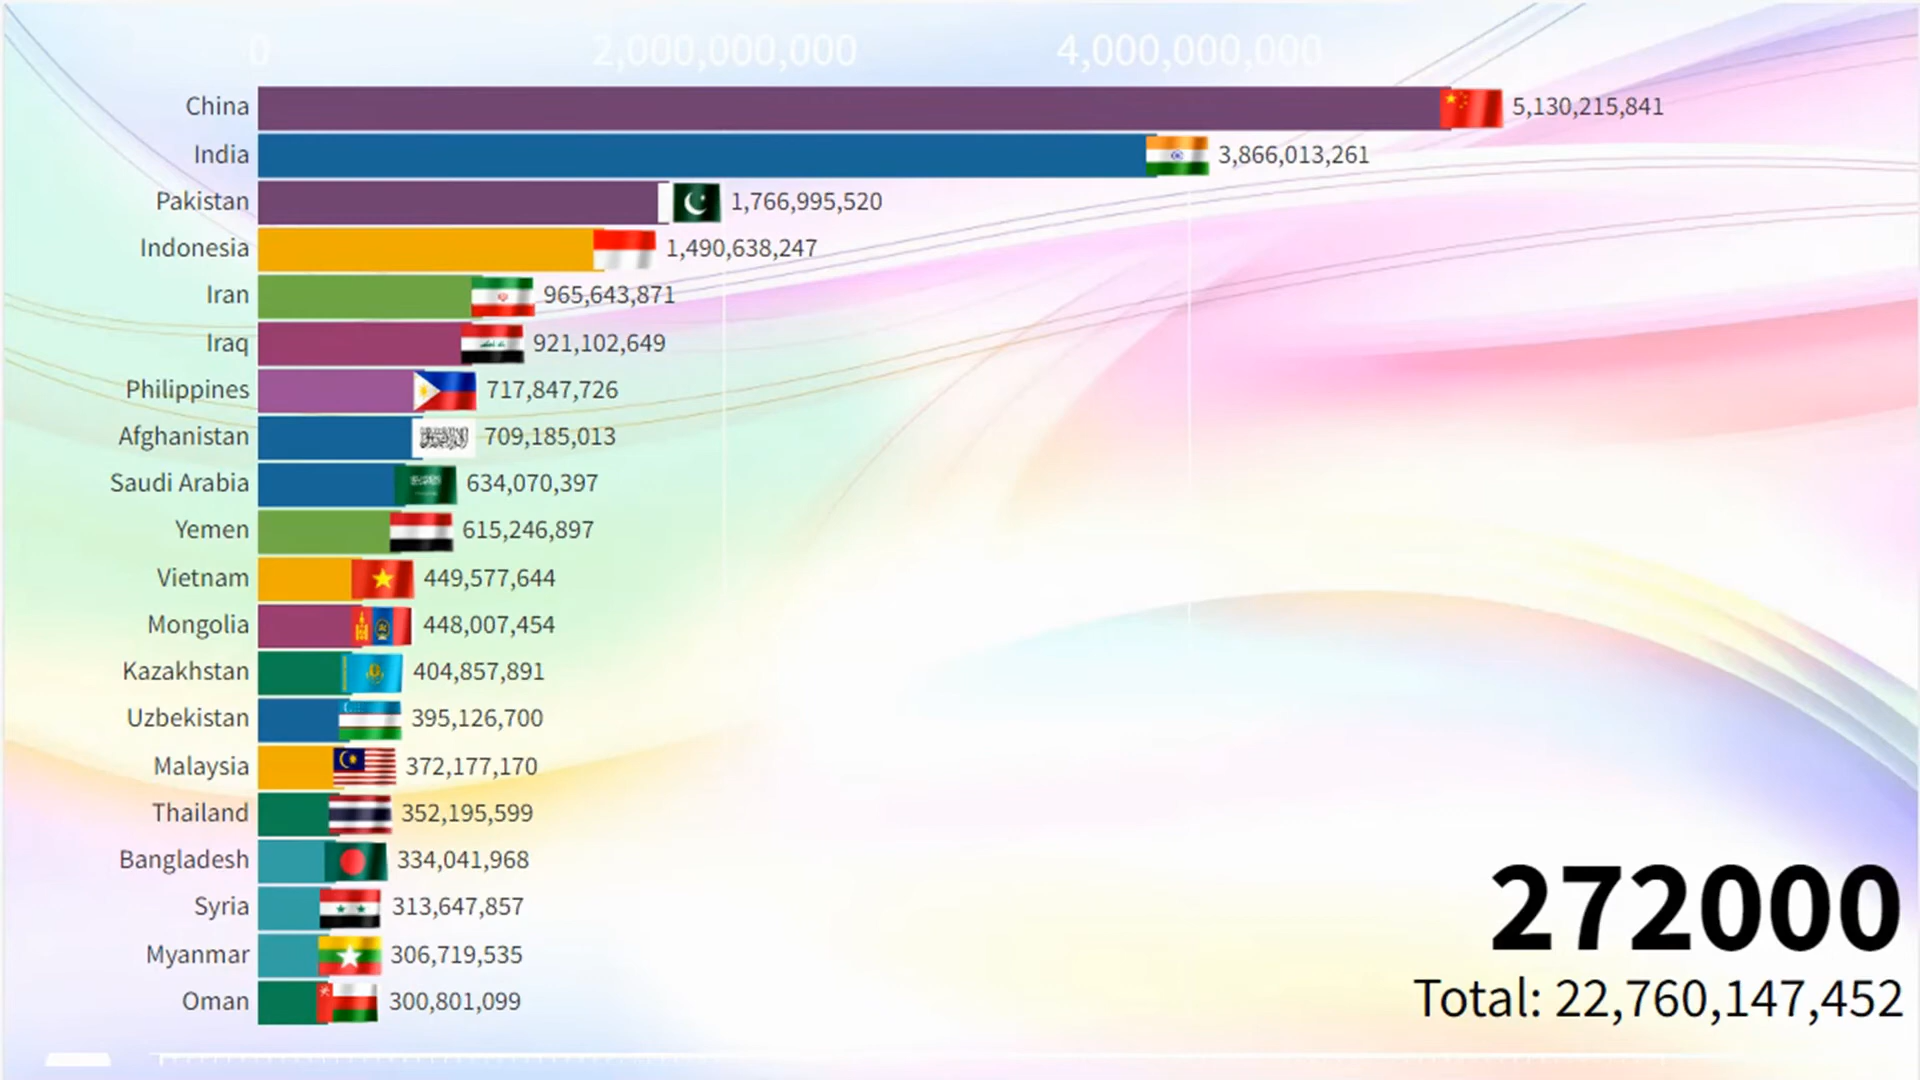 0 2,000,000,000 4,000,000,000
China 5,130,215,841
India 3,866,013,261
Pakistan 1,766,995,520
Indonesia 1,490,638,247
Iran 965,643,871
Iraq 921,102,649
Philippines 717,847,726
Afghanistan 709,185,013
Saudi Arabia 634,070,397
Yemen 615,246,897
Vietnam 449,577,644
Mongolia 448,007,454
Kazakhstan 404,857,891
Uzbekistan 395,126,700
Malaysia 372,177,170
Thailand 352,195,599
Bangladesh 334,041,968
Syria 313,647,857
Myanmar 306,719,535
Oman 300,801,099
272000
Total: 22,760,147,452